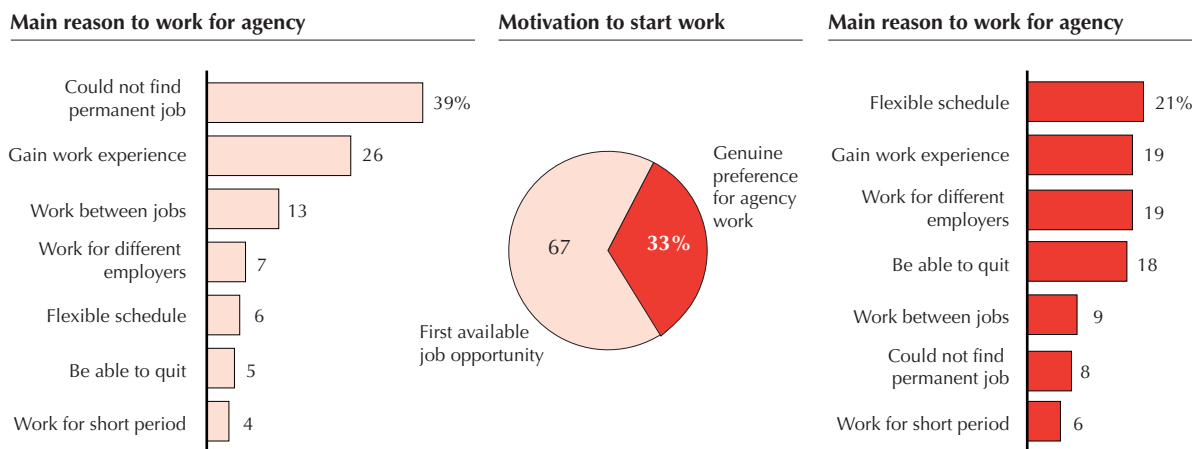 Main reason to work for agency
Could not find
permanent job
39%
Gain work experience
26
Work between jobs
13
Work for different
employers
7
Flexible schedule
6
Be able to quit
5
Work for short period
4
Motivation to start work
Genuine
preference
for agency
work
33%
67
First available
job opportunity
Main reason to work for agency
Flexible schedule
21%
Gain work experience
19
Work for different
employers
19
Be able to quit
18
Work between jobs
9
Could not find
permanent job
8
Work for short period
6